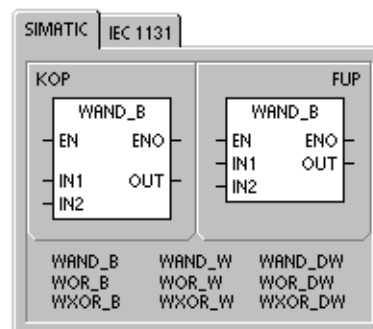 SIMATIC IEC 1131
KOP FUP
WAND_B WAND_B
EN ENO EN ENO
IN1 OUT IN1 OUT
IN2 IN2
WAND_B WAND_W WAND_DW
WOR_B WOR_W WOR_DW
WXOR_B WXOR_W WXOR_DW